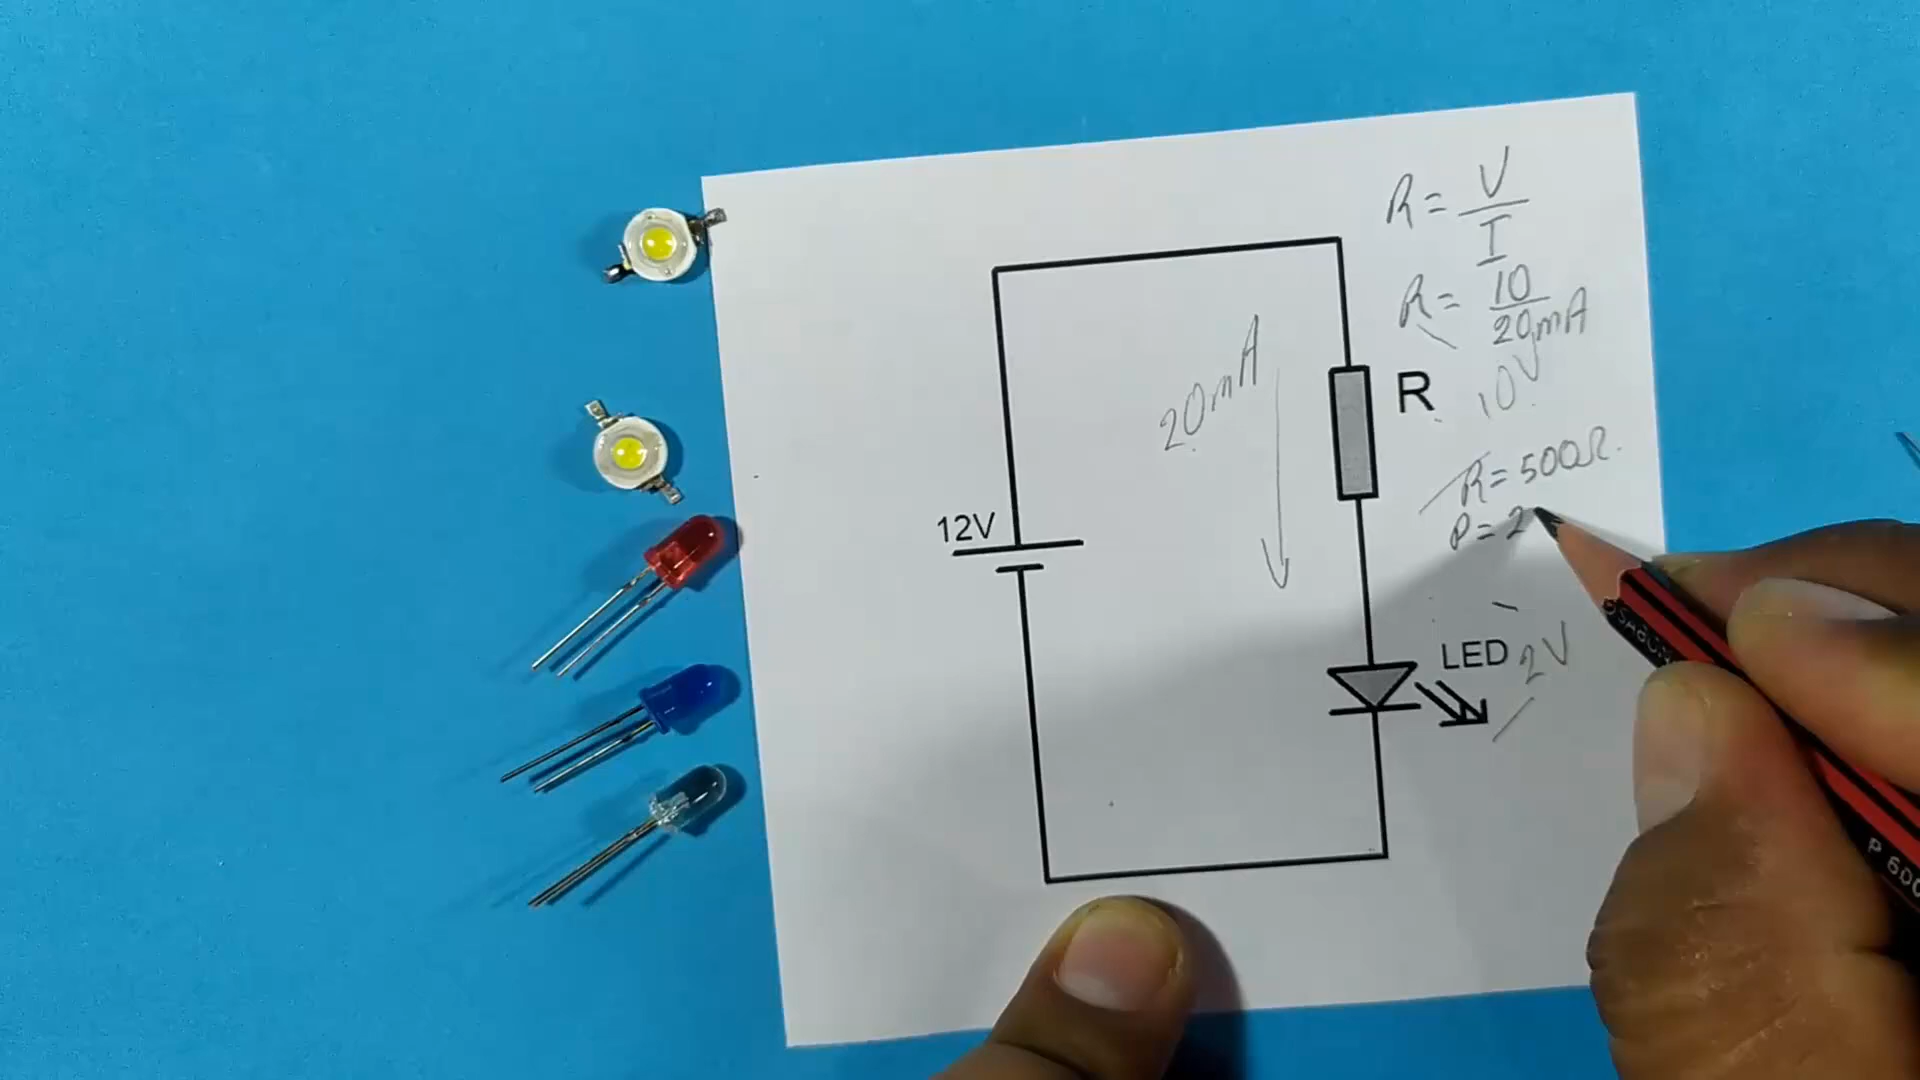 R = V/I
R = 10/20mA
20mA
R
10V
R = 500Ω.
12V
P = 2
LED 2V